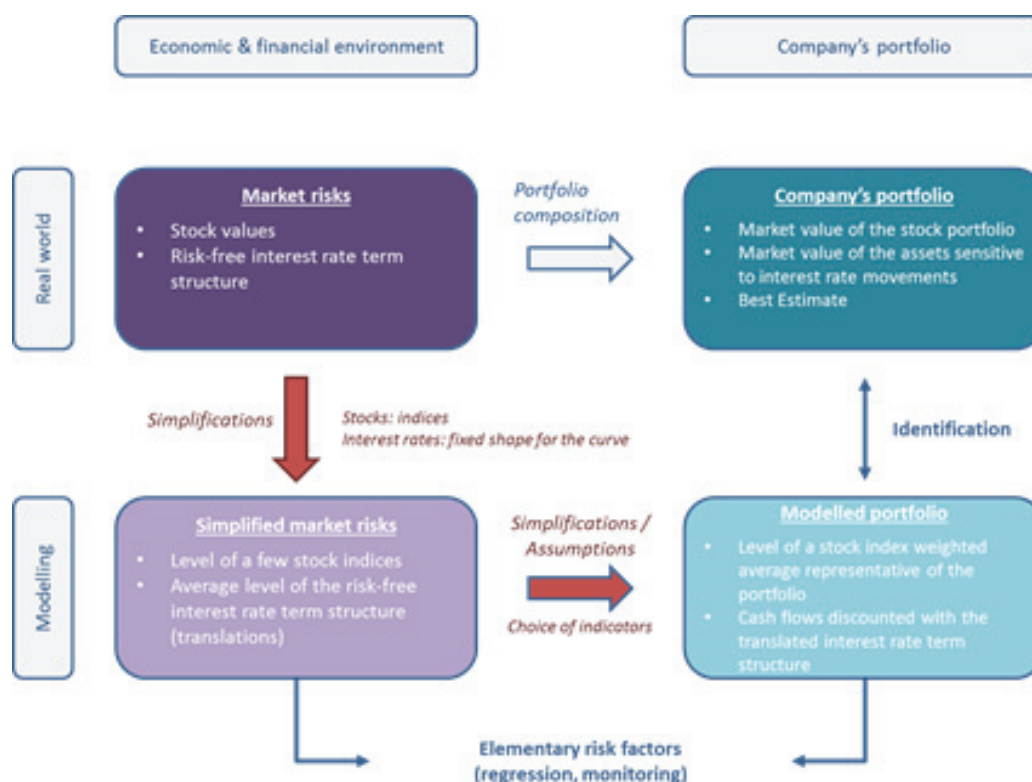 Economic & financial environment
Company's portfolio
Real world
Market risks
• Stock values
• Risk-free interest rate term
structure
Portfolio
composition
Company's portfolio
• Market value of the stock portfolio
• Market value of the assets sensitive
to interest rate movements
• Best Estimate
Simplifications
Stocks: indices
Interest rates: fixed shape for the curve
Identification
Modelling
Simplified market risks
• Level of a few stock indices
• Average level of the risk-free
interest rate term structure
(translations)
Simplifications /
Assumptions
Choice of indicators
Modelled portfolio
• Level of a stock index weighted
average representative of the
portfolio
• Cash flows discounted with the
translated interest rate term
structure
Elementary risk factors
(regression, monitoring)